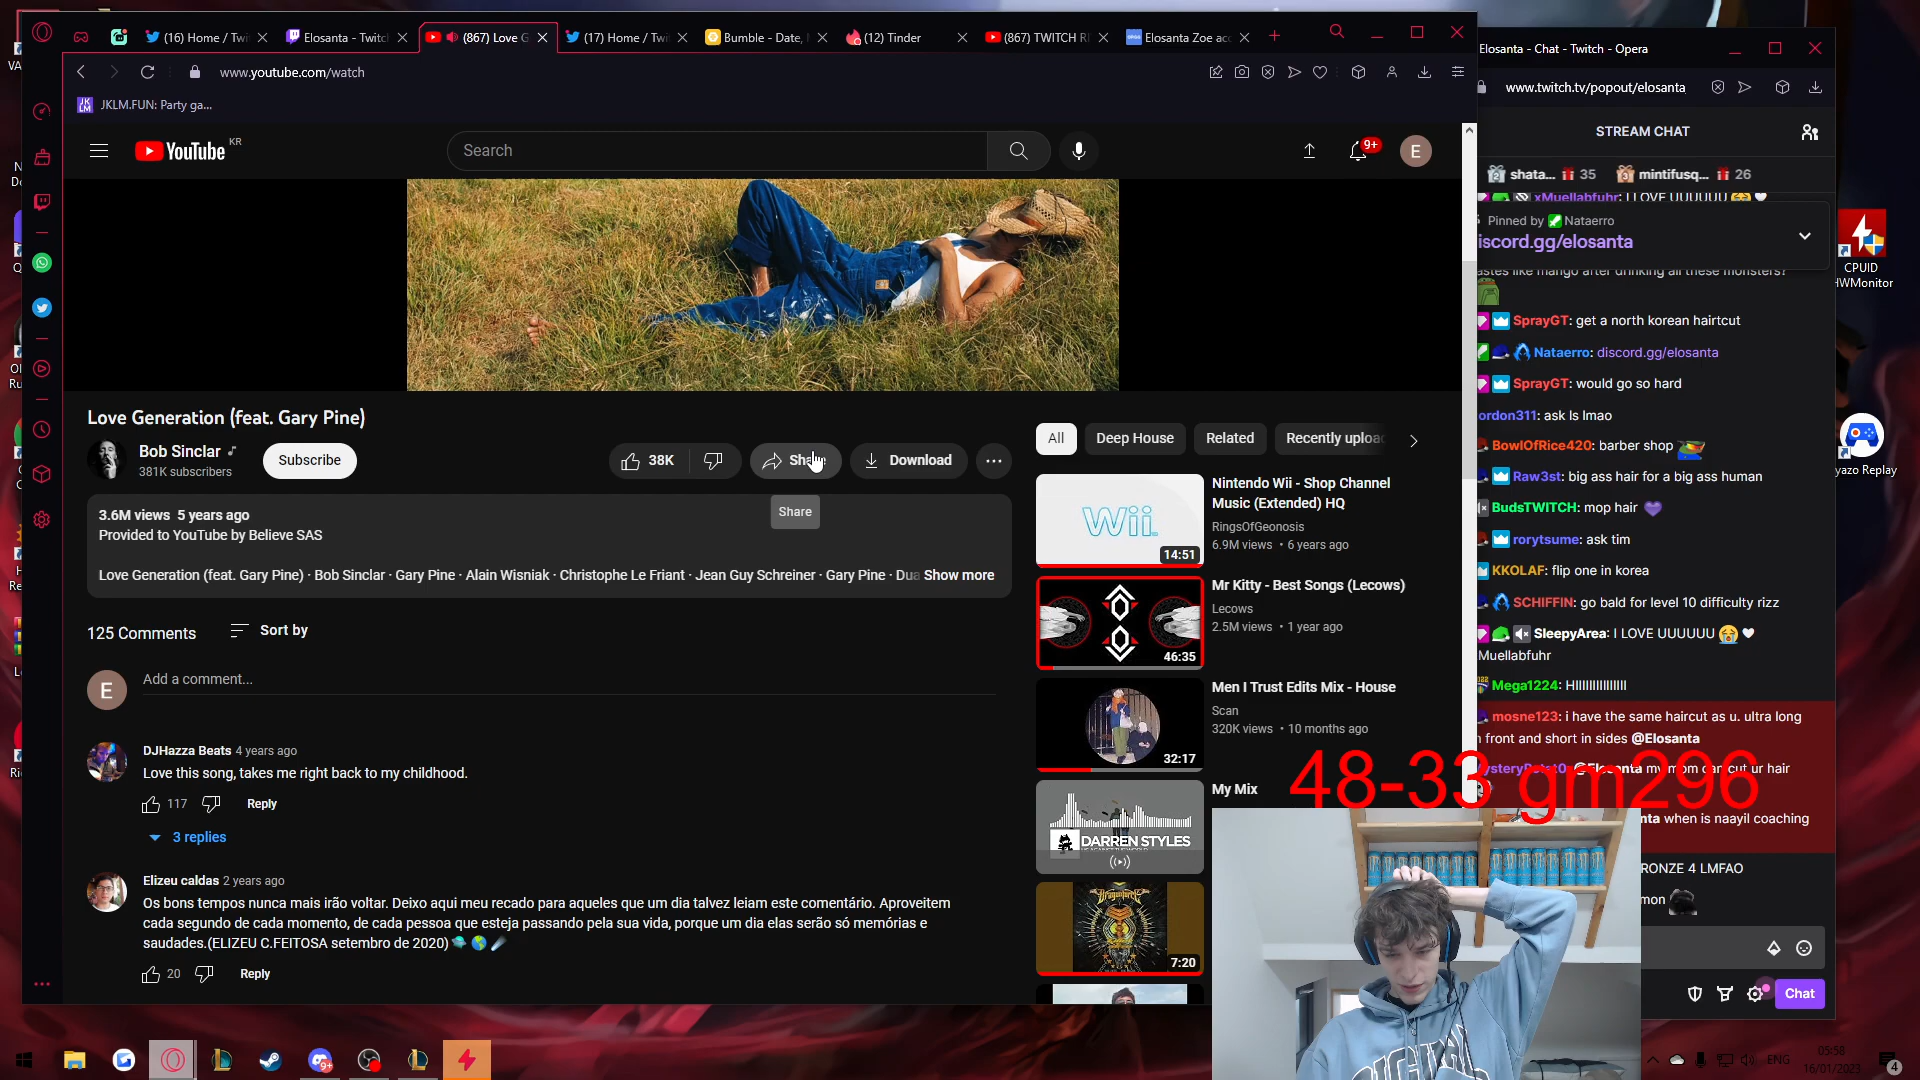 (16) Home / Twi
Elosanta - Twitch
(867) Love G
(17) Home / Twi
Bumble - Date,
(12) Tinder
(867) TWITCH RI
Elosanta Zoe acc
Elosanta - Chat - Twitch - Opera
www.youtube.com/watch
www.twitch.tv/popout/elosanta
JKLM.FUN: Party ga...
YouTube KR
Search
9+
E
STREAM CHAT
shata... 35
mintifusq... 26
xMuellabfuhr: I LOVE UUUUUU
Pinned by Nataerro
iscord.gg/elosanta
astes like mango after drinking all these monsters?
SprayGT: get a north korean hairtcut
Nataerro: discord.gg/elosanta
SprayGT: would go so hard
ordon311: ask ls lmao
BowlOfRice420: barber shop
Raw3st: big ass hair for a big ass human
BudsTWITCH: mop hair
rorytsume: ask tim
KKOLAF: flip one in korea
SCHIFFIN: go bald for level 10 difficulty rizz
SleepyArea: I LOVE UUUUUU
Muellabfuhr
Mega1224: HIIIIIIIIIIIIIII
mosne123: i have the same haircut as u. ultra long
front and short in sides @Elosanta
@Elosanta my mom can cut ur hair
nta when is naayil coaching
RONZE 4 LMFAO
mon
Chat
Love Generation (feat. Gary Pine)
Bob Sinclar
381K subscribers
Subscribe
38K
Share
Download
Share
3.6M views 5 years ago
Provided to YouTube by Believe SAS
Love Generation (feat. Gary Pine) · Bob Sinclar · Gary Pine · Alain Wisniak · Christophe Le Friant · Jean Guy Schreiner · Gary Pine · Dua Show more
125 Comments
Sort by
E
Add a comment...
DJHazza Beats 4 years ago
Love this song, takes me right back to my childhood.
117
Reply
3 replies
Elizeu caldas 2 years ago
Os bons tempos nunca mais irão voltar. Deixo aqui meu recado para aqueles que um dia talvez leiam este comentário. Aproveitem
cada segundo de cada momento, de cada pessoa que esteja passando pela sua vida, porque um dia elas serão só memórias e
saudades.(ELIZEU C.FEITOSA setembro de 2020)
20
Reply
All
Deep House
Related
Recently uploa
Wii
14:51
Nintendo Wii - Shop Channel
Music (Extended) HQ
RingsOfGeonosis
6.9M views • 6 years ago
46:35
Mr Kitty - Best Songs (Lecows)
Lecows
2.5M views • 1 year ago
32:17
Men I Trust Edits Mix - House
Scan
320K views • 10 months ago
My Mix
DARREN STYLES
7:20
48-33 gm296
CPUID
HWMonitor
yazo Replay
9+
ENG
05:58
16/01/2023
4